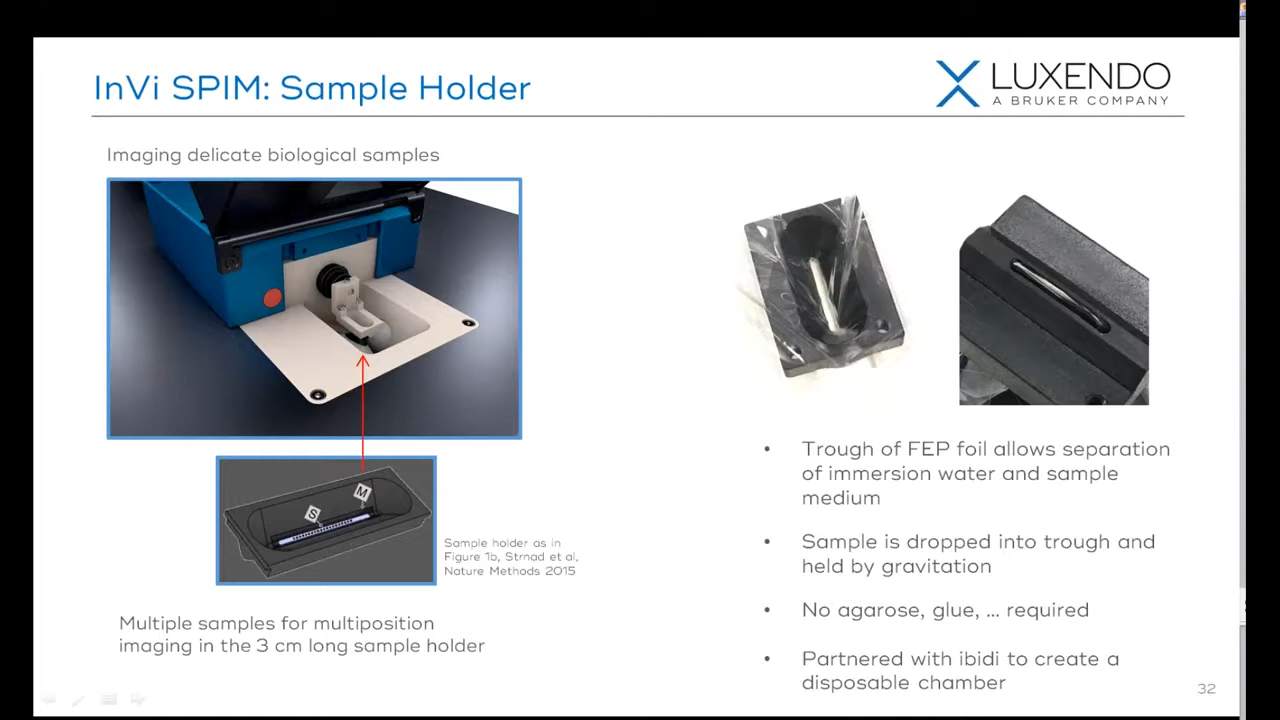 InVi SPIM: Sample Holder
LUXENDO
A BRUKER COMPANY
Imaging delicate biological samples
S
M
Sample holder as in
Figure 1b, Strnad et al,
Nature Methods 2015
Multiple samples for multiposition
imaging in the 3 cm long sample holder
• Trough of FEP foil allows separation
of immersion water and sample
medium
• Sample is dropped into trough and
held by gravitation
• No agarose, glue, ... required
• Partnered with ibidi to create a
disposable chamber
32